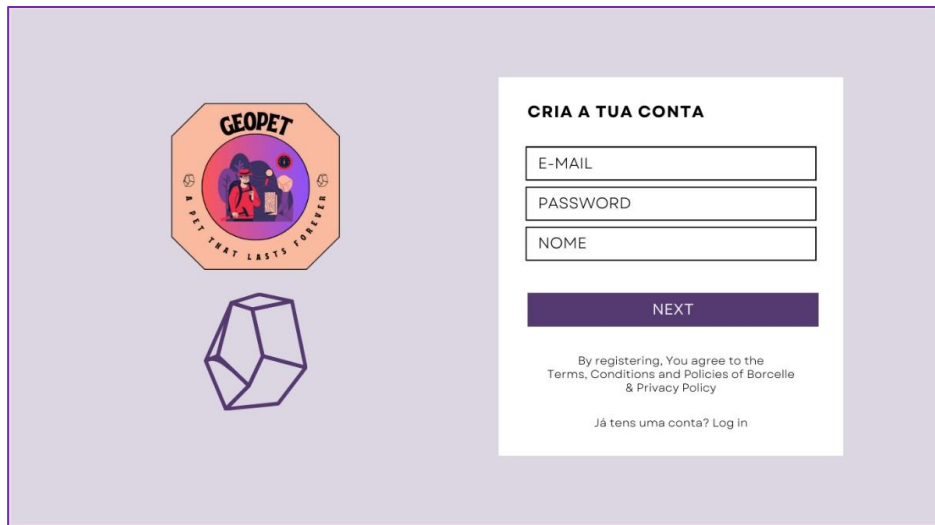 GEOPET
A PET THAT LASTS FOREVER
CRIA A TUA CONTA
E-MAIL
PASSWORD
NOME
NEXT
By registering, You agree to the
Terms, Conditions and Policies of Borcelle
& Privacy Policy
Já tens uma conta? Log in